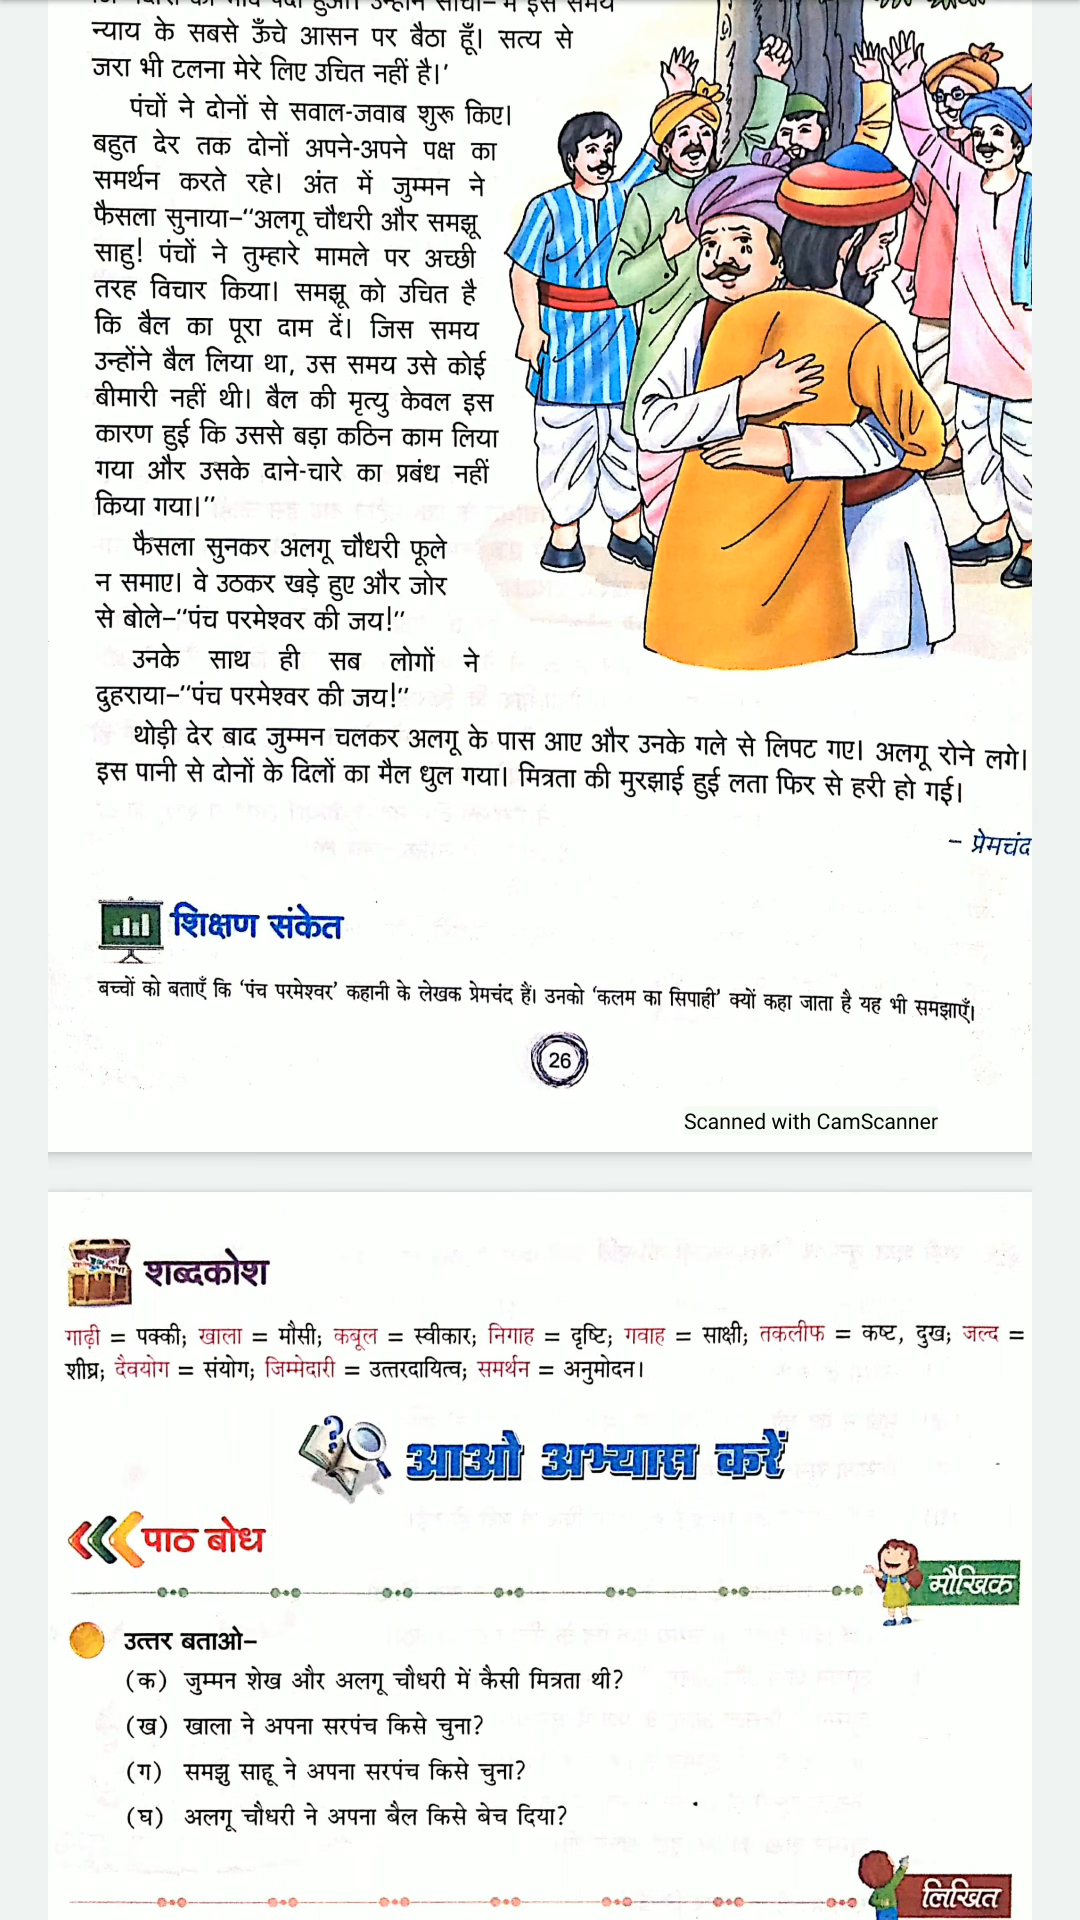 न्याय के सबसे ऊँचे आसन पर बैठा हूँ। सत्य से
जरा भी टलना मेरे लिए उचित नहीं है।’
पंचों ने दोनों से सवाल-जवाब शुरू किए।
बहुत देर तक दोनों अपने-अपने पक्ष का
समर्थन करते रहे। अंत में जुम्मन ने
फैसला सुनाया–“अलगू चौधरी और समझू
साहु! पंचों ने तुम्हारे मामले पर अच्छी
तरह विचार किया। समझू को उचित है
कि बैल का पूरा दाम दें। जिस समय
उन्होंने बैल लिया था, उस समय उसे कोई
बीमारी नहीं थी। बैल की मृत्यु केवल इस
कारण हुई कि उससे बड़ा कठिन काम लिया
गया और उसके दाने-चारे का प्रबंध नहीं
किया गया।”
फैसला सुनकर अलगू चौधरी फूले
न समाए। वे उठकर खड़े हुए और जोर
से बोले–“पंच परमेश्वर की जय!”
उनके साथ ही सब लोगों ने
दुहराया–“पंच परमेश्वर की जय!”
थोड़ी देर बाद जुम्मन चलकर अलगू के पास आए और उनके गले से लिपट गए। अलगू रोने लगे।
इस पानी से दोनों के दिलों का मैल धुल गया। मित्रता की मुरझाई हुई लता फिर से हरी हो गई।
– प्रेमचंद
शिक्षण संकेत
बच्चों को बताएँ कि ‘पंच परमेश्वर’ कहानी के लेखक प्रेमचंद हैं। उनको ‘कलम का सिपाही’ क्यों कहा जाता है यह भी समझाएँ।
26
Scanned with CamScanner
शब्दकोश
गाढ़ी = पक्की; खाला = मौसी; कबूल = स्वीकार; निगाह = दृष्टि; गवाह = साक्षी; तकलीफ = कष्ट, दुख; जल्द =
शीघ्र; दैवयोग = संयोग; जिम्मेदारी = उत्तरदायित्व; समर्थन = अनुमोदन।
आओ अभ्यास करें
पाठ बोध
मौखिक
उत्तर बताओ–
(क) जुम्मन शेख और अलगू चौधरी में कैसी मित्रता थी?
(ख) खाला ने अपना सरपंच किसे चुना?
(ग) समझु साहू ने अपना सरपंच किसे चुना?
(घ) अलगू चौधरी ने अपना बैल किसे बेच दिया?
लिखित